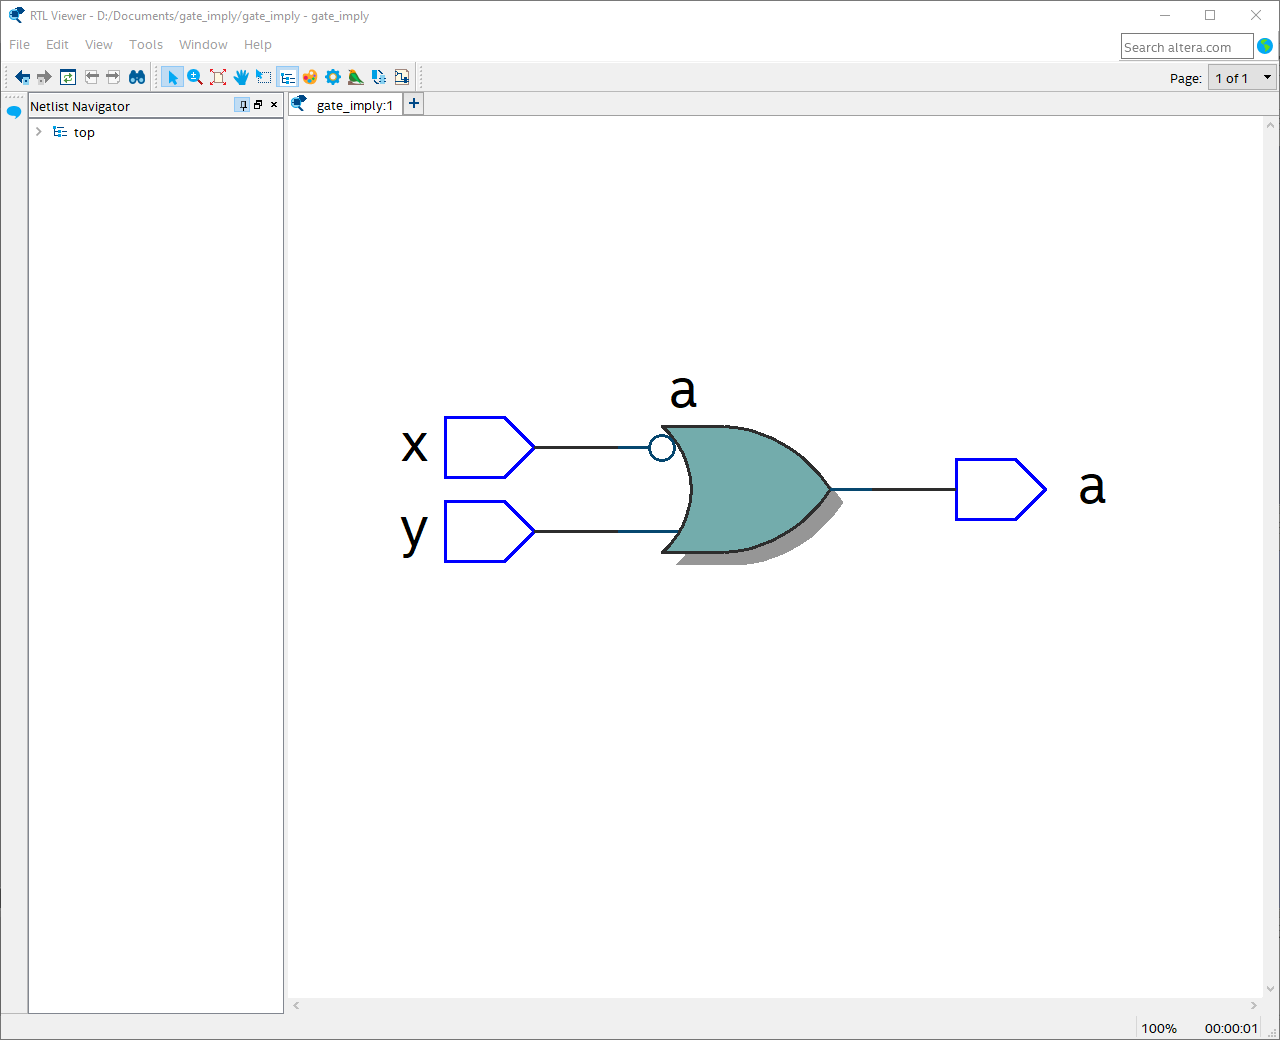 RTL Viewer - D:/Documents/gate_imply/gate_imply - gate_imply
File Edit View Tools Window Help
Search altera.com
Page: 1 of 1
Netlist Navigator
gate_imply:1
top
a
x
y
a
100% 00:00:01